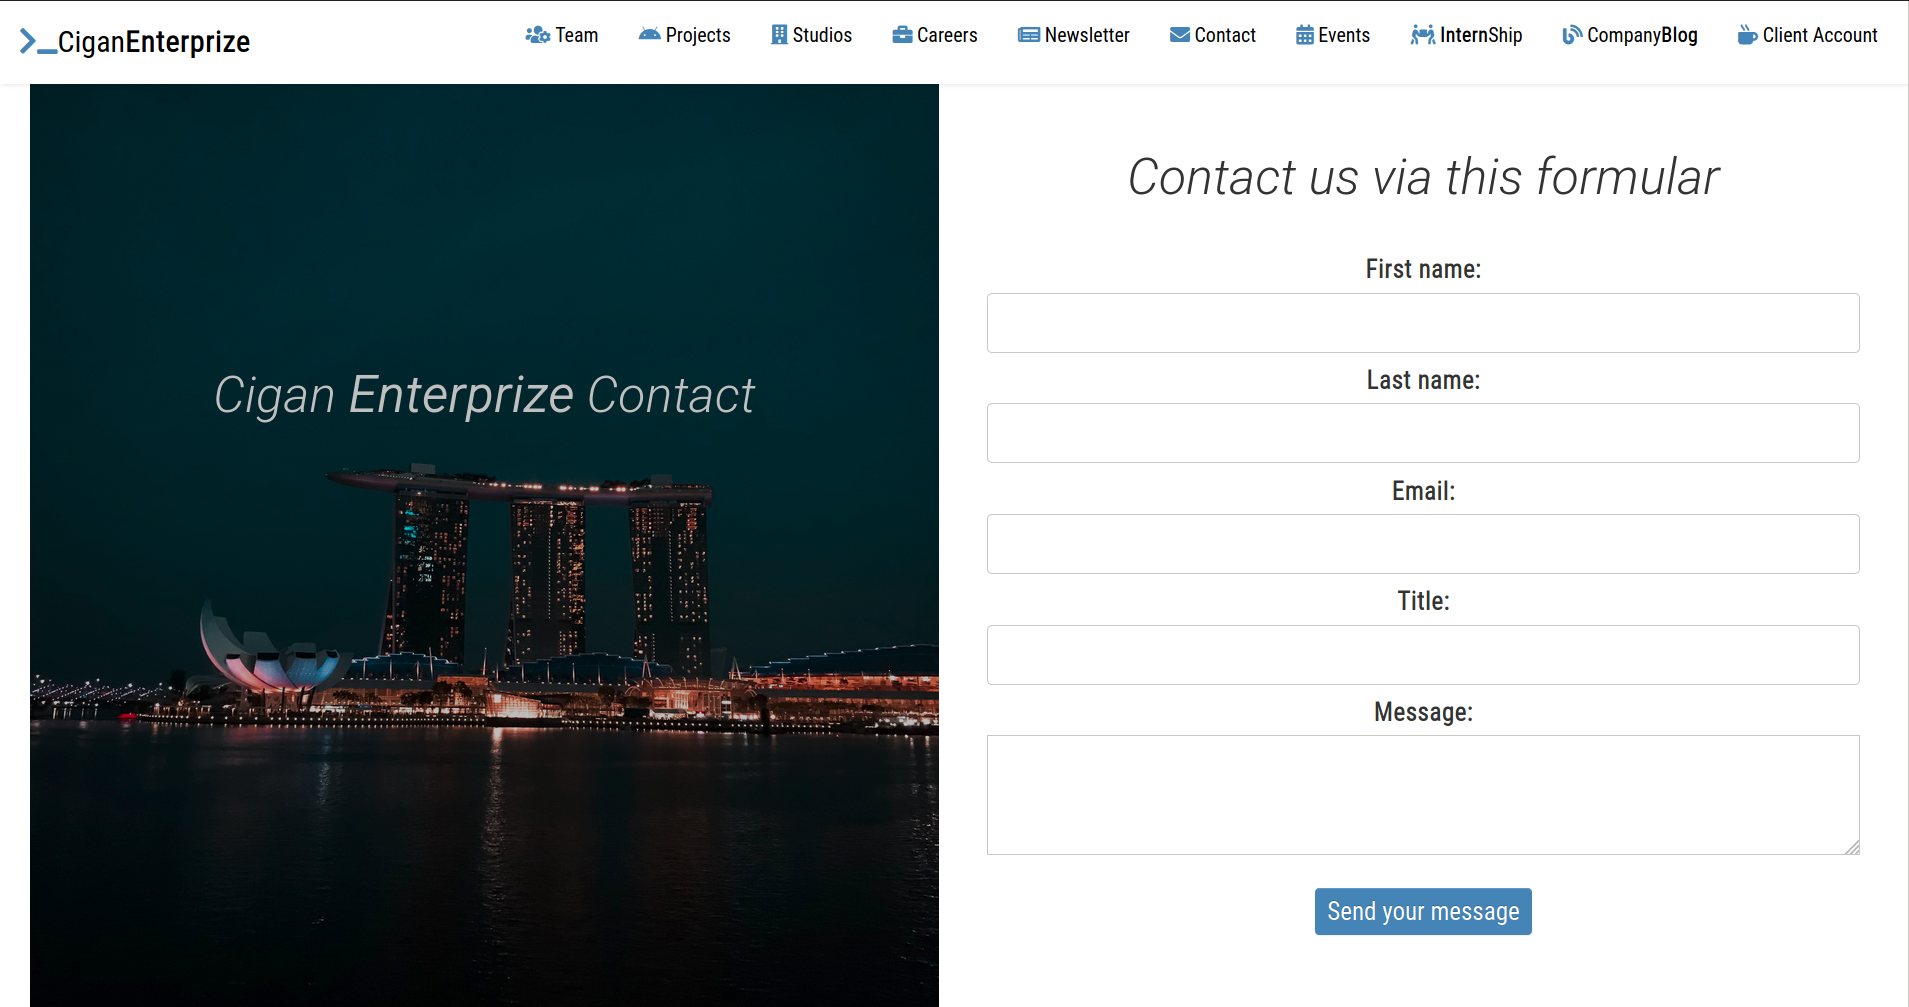 CiganEnterprize
Team Projects Studios Careers Newsletter Contact Events InternShip CompanyBlog Client Account
Cigan Enterprize Contact
Contact us via this formular
First name:
Last name:
Email:
Title:
Message:
Send your message